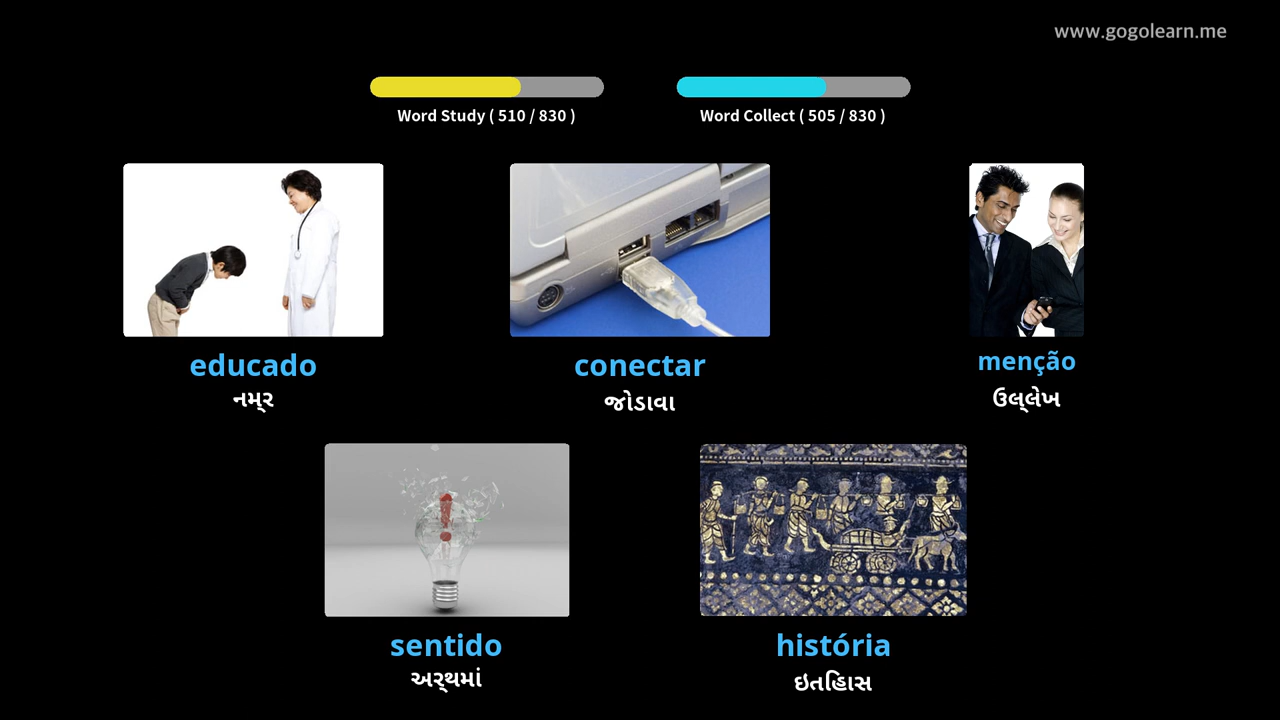 www.gogolearn.me
Word Study ( 510 / 830 )
Word Collect ( 505 / 830 )
educado
નમ્ર
conectar
જોડાવા
menção
ઉલ્લેખ
sentido
અર્થમાં
história
ઇતિહાસ